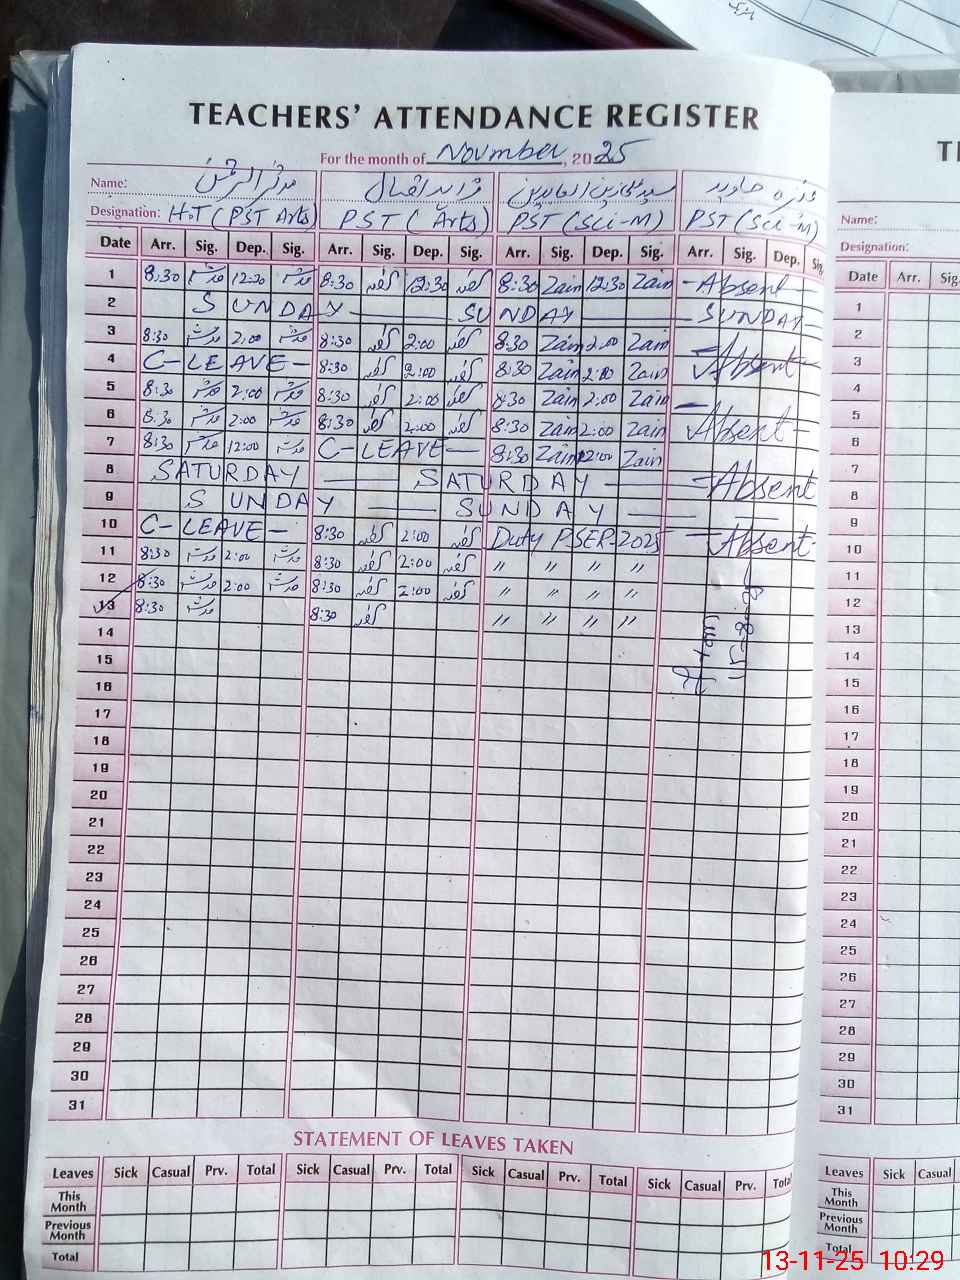 TEACHERS' ATTENDANCE REGISTER
For the month of Novmber, 2025
Name: مدثر الرحمن زاہد اقبال سید زین العابدین جاوید
Designation: H.T (PST Arts) PST (Arts) PST (Sci-M) PST (Sci-M)
Date Arr. Sig. Dep. Sig. Arr. Sig. Dep. Sig. Arr. Sig. Dep. Sig. Arr. Sig. Dep. Sig.
1 8:30 12:30 8:30 12:30 8:30 Zain 12:30 Zain Absent
2 SUNDAY SUNDAY SUNDAY
3 8:30 2:00 8:30 2:00 8:30 Zain 2:00 Zain
4 C-LEAVE- 8:30 2:00 8:30 Zain 2:00 Zain Absent
5 8:30 2:00 8:30 2:00 8:30 Zain 2:00 Zain
6 8:30 2:00 8:30 2:00 8:30 Zain 2:00 Zain Absent
7 8:30 12:00 C-LEAVE- 8:30 Zain 12:00 Zain
8 SATURDAY SATURDAY Absent
9 SUNDAY SUNDAY
10 C-LEAVE- 8:30 2:00 Duty PSER-2025 Absent
11 8:30 2:00 8:30 2:00 " " " "
12 8:30 2:00 8:30 2:00 " " " "
13 8:30 8:30 " " " "
14
15
16
17
18
19
20
21
22
23
24
25
26
27
28
29
30
31
STATEMENT OF LEAVES TAKEN
Leaves Sick Casual Prv. Total Sick Casual Prv. Total Sick Casual Prv. Total Sick Casual Prv. Total
This Month
Previous Month
Total
Name:
Designation:
Date Arr. Sig.
1
2
3
4
5
6
7
8
9
10
11
12
13
14
15
16
17
18
19
20
21
22
23
24
25
26
27
28
29
30
31
Leaves Sick Casual
This Month
Previous Month
Total
13-11-25 10:29